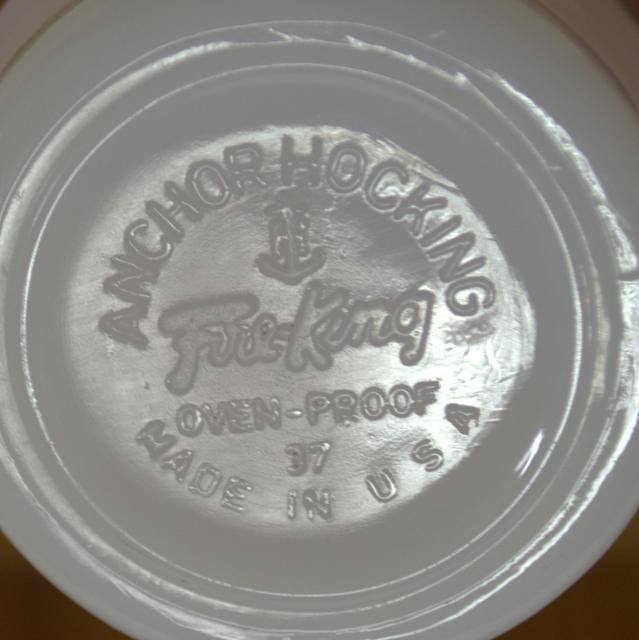 ANCHOR HOCKING
Fire-King
OVEN-PROOF
37
MADE IN USA